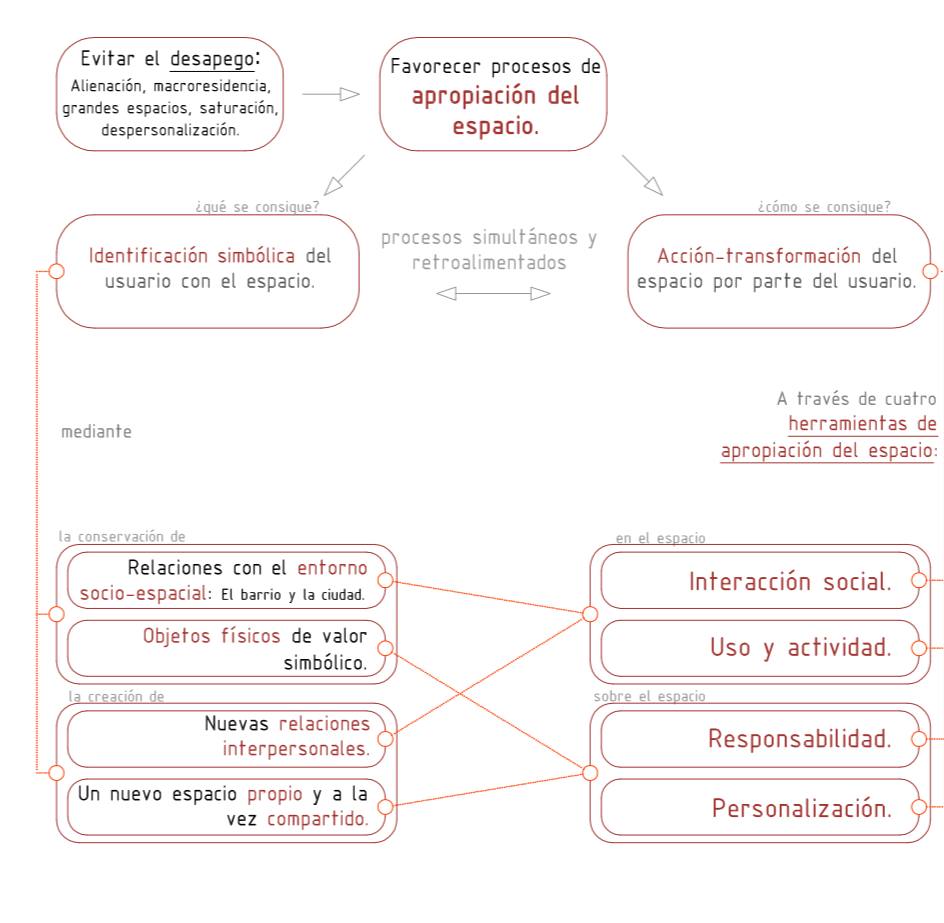 Evitar el desapego:
Alienación, macroresidencia,
grandes espacios, saturación,
despersonalización.
Favorecer procesos de
apropiación del
espacio.
¿qué se consigue?
Identificación simbólica del
usuario con el espacio.
procesos simultáneos y
retroalimentados
¿cómo se consigue?
Acción-transformación del
espacio por parte del usuario.
mediante
A través de cuatro
herramientas de
apropiación del espacio:
la conservación de
Relaciones con el entorno
socio-espacial: El barrio y la ciudad.
Objetos físicos de valor
simbólico.
la creación de
Nuevas relaciones
interpersonales.
Un nuevo espacio propio y a la
vez compartido.
en el espacio
Interacción social.
Uso y actividad.
sobre el espacio
Responsabilidad.
Personalización.